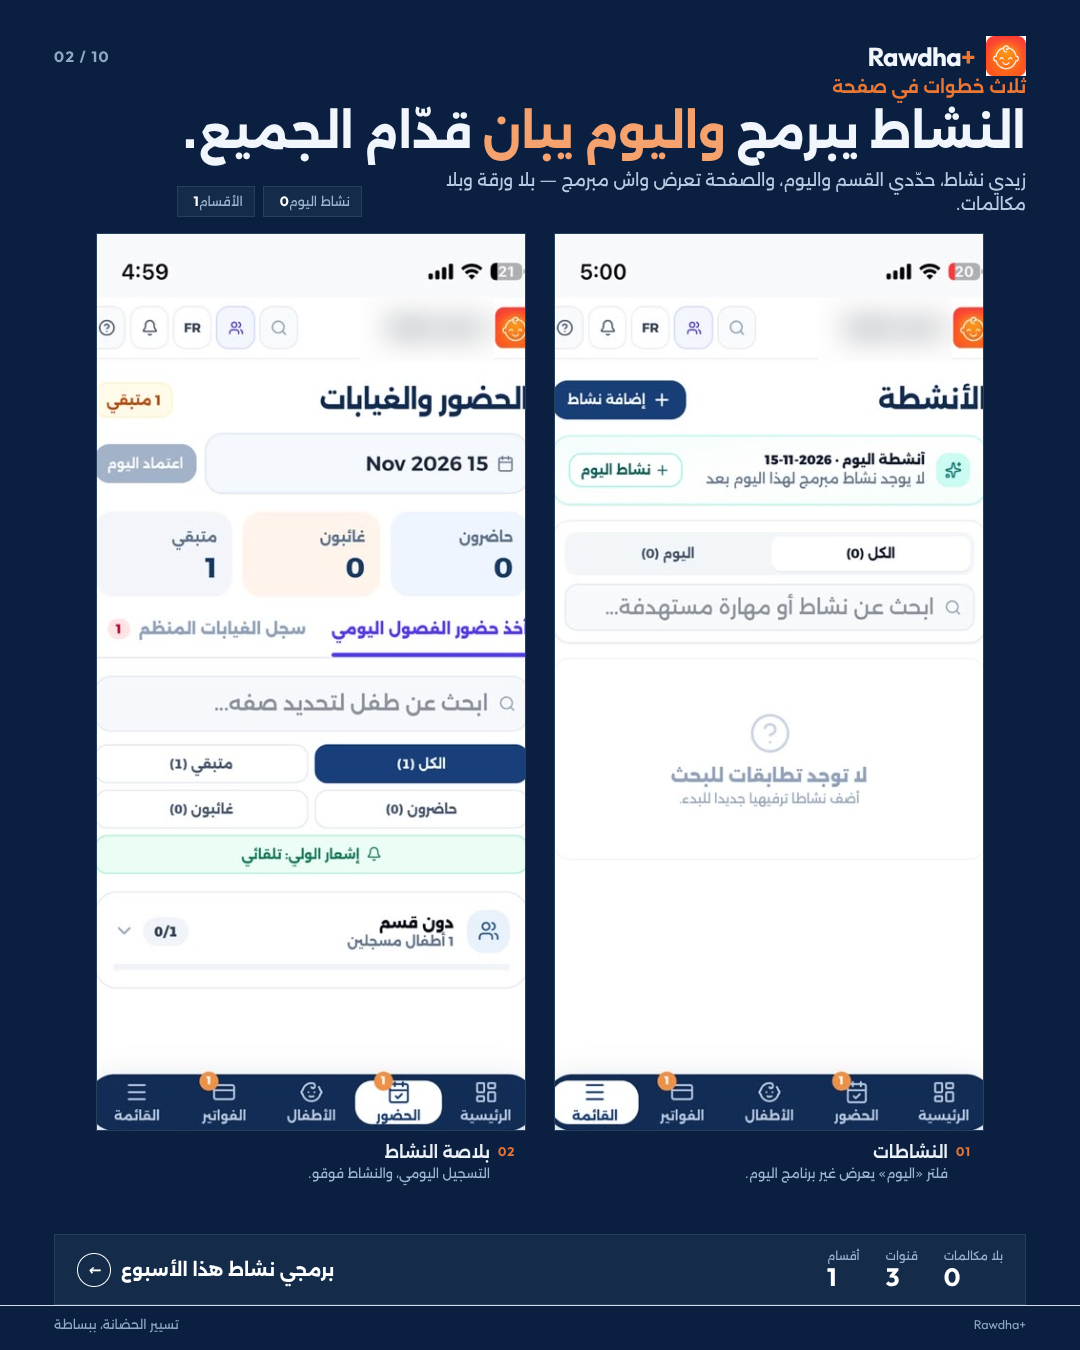 Rawdha+
02 / 10
ثلاث خطوات في صفحة
النشاط يبرمج واليوم يبان قدّام الجميع.
زيدي نشاط، حدّدي القسم واليوم، والصفحة تعرض واش مبرمج — بلا ورقة وبلا
مكالمات.
نشاط اليوم 0
الأقسام 1
5:00
20
FR
الأنشطة
+ إضافة نشاط
أنشطة اليوم · 2026-11-15
لا يوجد نشاط مبرمج لهذا اليوم بعد
+ نشاط اليوم
الكل (0)
اليوم (0)
ابحث عن نشاط أو مهارة مستهدفة...
لا توجد تطابقات للبحث
أضف نشاطا ترفيهيا جديدا للبدء.
الرئيسية
1
الحضور
الأطفال
1
الفواتير
القائمة
01 النشاطات
فلتر «اليوم» يعرض غير برنامج اليوم.
4:59
21
FR
الحضور والغيابات
1 متبقي
15 Nov 2026
اعتماد اليوم
حاضرون
0
غائبون
0
متبقي
1
أخذ حضور الفصول اليومي
سجل الغيابات المنظم 1
ابحث عن طفل لتحديد صفه...
الكل (1)
متبقي (1)
حاضرون (0)
غائبون (0)
إشعار الولي: تلقائي
دون قسم
1 أطفال مسجلين
0/1
الرئيسية
1
الحضور
الأطفال
1
الفواتير
القائمة
02 بلاصة النشاط
التسجيل اليومي، والنشاط فوقو.
بلا مكالمات
0
قنوات
3
أقسام
1
برمجي نشاط هذا الأسبوع
Rawdha+
تسيير الحضانة، ببساطة